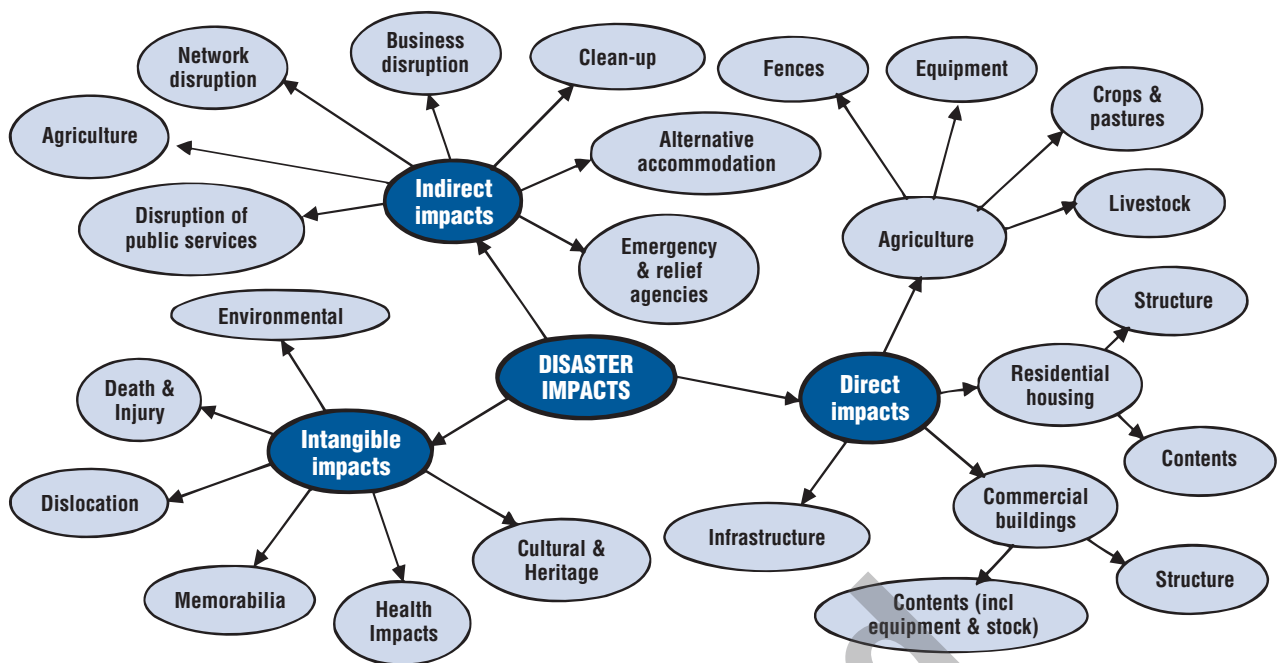 Network
disruption
Business
disruption
Clean-up
Fences
Equipment
Crops &
pastures
Agriculture
Alternative
accommodation
Indirect
impacts
Livestock
Disruption of
public services
Agriculture
Emergency
& relief
agencies
Environmental
Structure
DISASTER
IMPACTS
Death &
Injury
Direct
impacts
Residential
housing
Intangible
impacts
Contents
Dislocation
Commercial
buildings
Infrastructure
Cultural &
Heritage
Structure
Memorabilia
Health
Impacts
Contents (incl
equipment & stock)